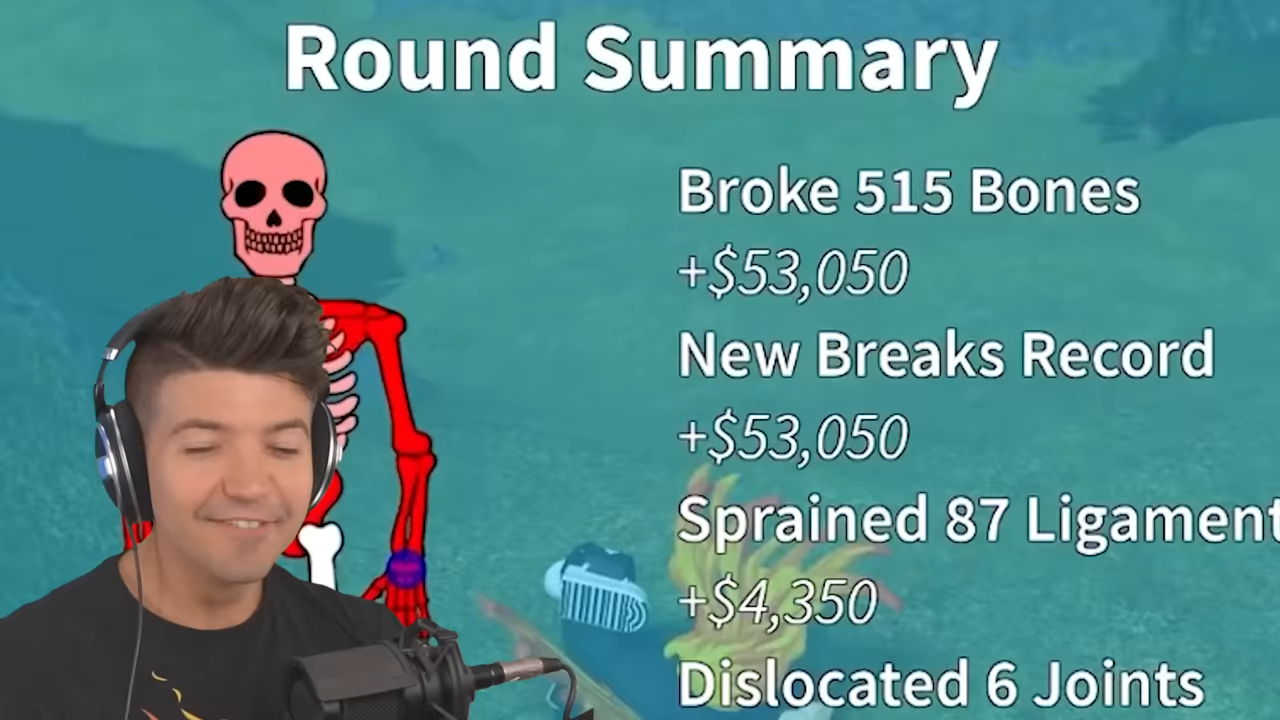 Round Summary
Broke 515 Bones
+$53,050
New Breaks Record
+$53,050
Sprained 87 Ligament
+$4,350
Dislocated 6 Joints